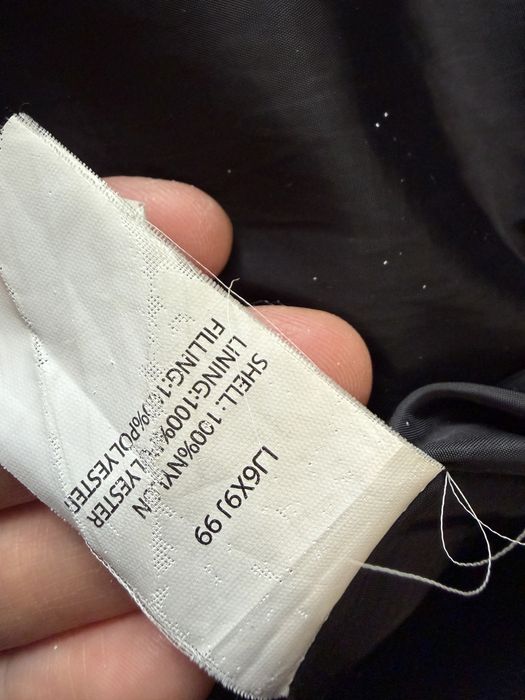 LJ6X9J 99
SHELL: 100%NYLON
LINING:100%POLYESTER
FILLING:100%POLYESTER